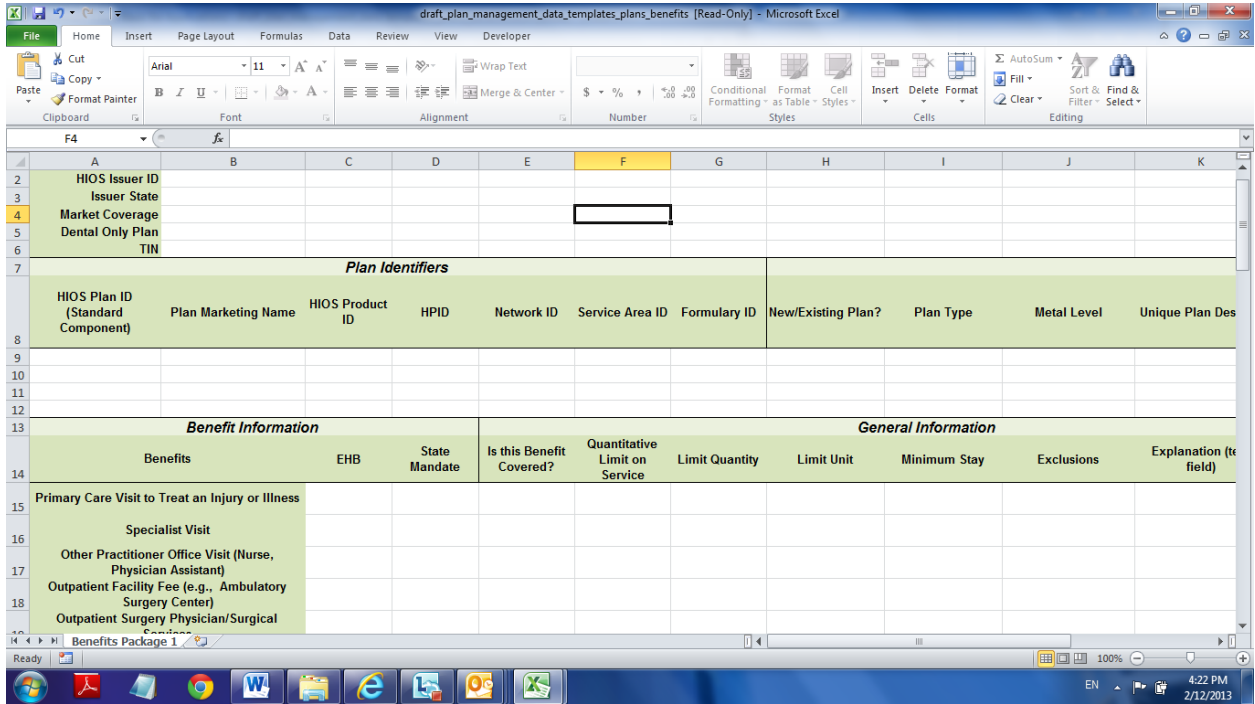 draft_plan_management_data_templates_plans_benefits [Read-Only] - Microsoft Excel
File Home Insert Page Layout Formulas Data Review View Developer
Paste
Cut
Copy
Format Painter
Clipboard
Arial 11
B I U
Font
Wrap Text
Merge & Center
Alignment
$ % ,
Number
Conditional Formatting
Format as Table
Cell Styles
Styles
Insert Delete Format
Cells
Σ AutoSum
Fill
Clear
Sort & Filter
Find & Select
Editing
F4 fx
A B C D E F G H I J K
2 HIOS Issuer ID
3 Issuer State
4 Market Coverage
5 Dental Only Plan
6 TIN
7 Plan Identifiers
8 HIOS Plan ID (Standard Component) Plan Marketing Name HIOS Product ID HPID Network ID Service Area ID Formulary ID New/Existing Plan? Plan Type Metal Level Unique Plan Des
9
10
11
12
13 Benefit Information General Information
14 Benefits EHB State Mandate Is this Benefit Covered? Quantitative Limit on Service Limit Quantity Limit Unit Minimum Stay Exclusions Explanation (te field)
15 Primary Care Visit to Treat an Injury or Illness
16 Specialist Visit
17 Other Practitioner Office Visit (Nurse, Physician Assistant)
18 Outpatient Facility Fee (e.g., Ambulatory Surgery Center)
Outpatient Surgery Physician/Surgical
Benefits Package 1
Ready 100%
EN 4:22 PM
2/12/2013